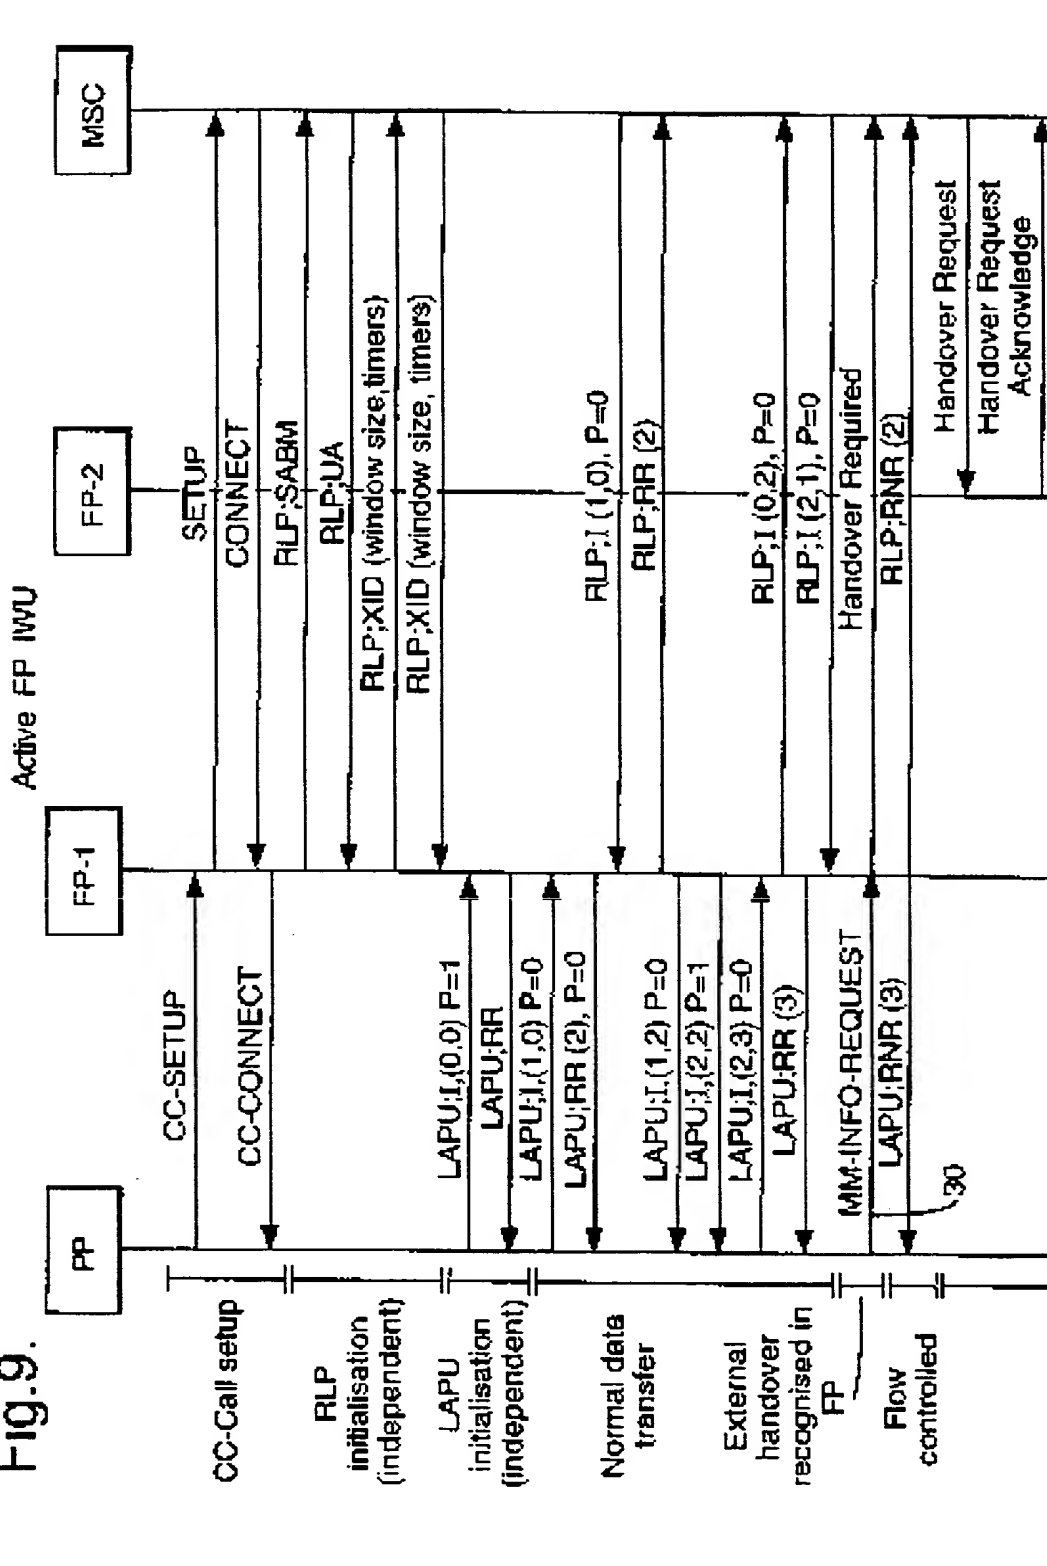 Fig.9.
Active FP IWU
PP
FP-1
FP-2
MSC
CC-Call setup
RLP
initialisation
(independent)
LAPU
initialisation
(independent)
Normal data
transfer
External
handover
recognised in
FP
Flow
controlled
CC-SETUP
SETUP
CONNECT
CC-CONNECT
RLP;SABM
RLP;UA
RLP;XID (window size,timers)
RLP;XID (window size, timers)
LAPU;I,(0,0) P=1
LAPU;RR
LAPU;I,(1,0) P=0
LAPU;RR (2), P=0
RLP;I (1,0), P=0
RLP;RR (2)
LAPU;I,(1,2) P=0
LAPU;I,(2,2) P=1
LAPU;I,(2,3) P=0
RLP;I (0,2), P=0
LAPU;RR (3)
RLP;I (2,1), P=0
MM-INFO-REQUEST
Handover Required
LAPU;RNR (3)
RLP;RNR (2)
30
Handover Request
Handover Request
Acknowledge